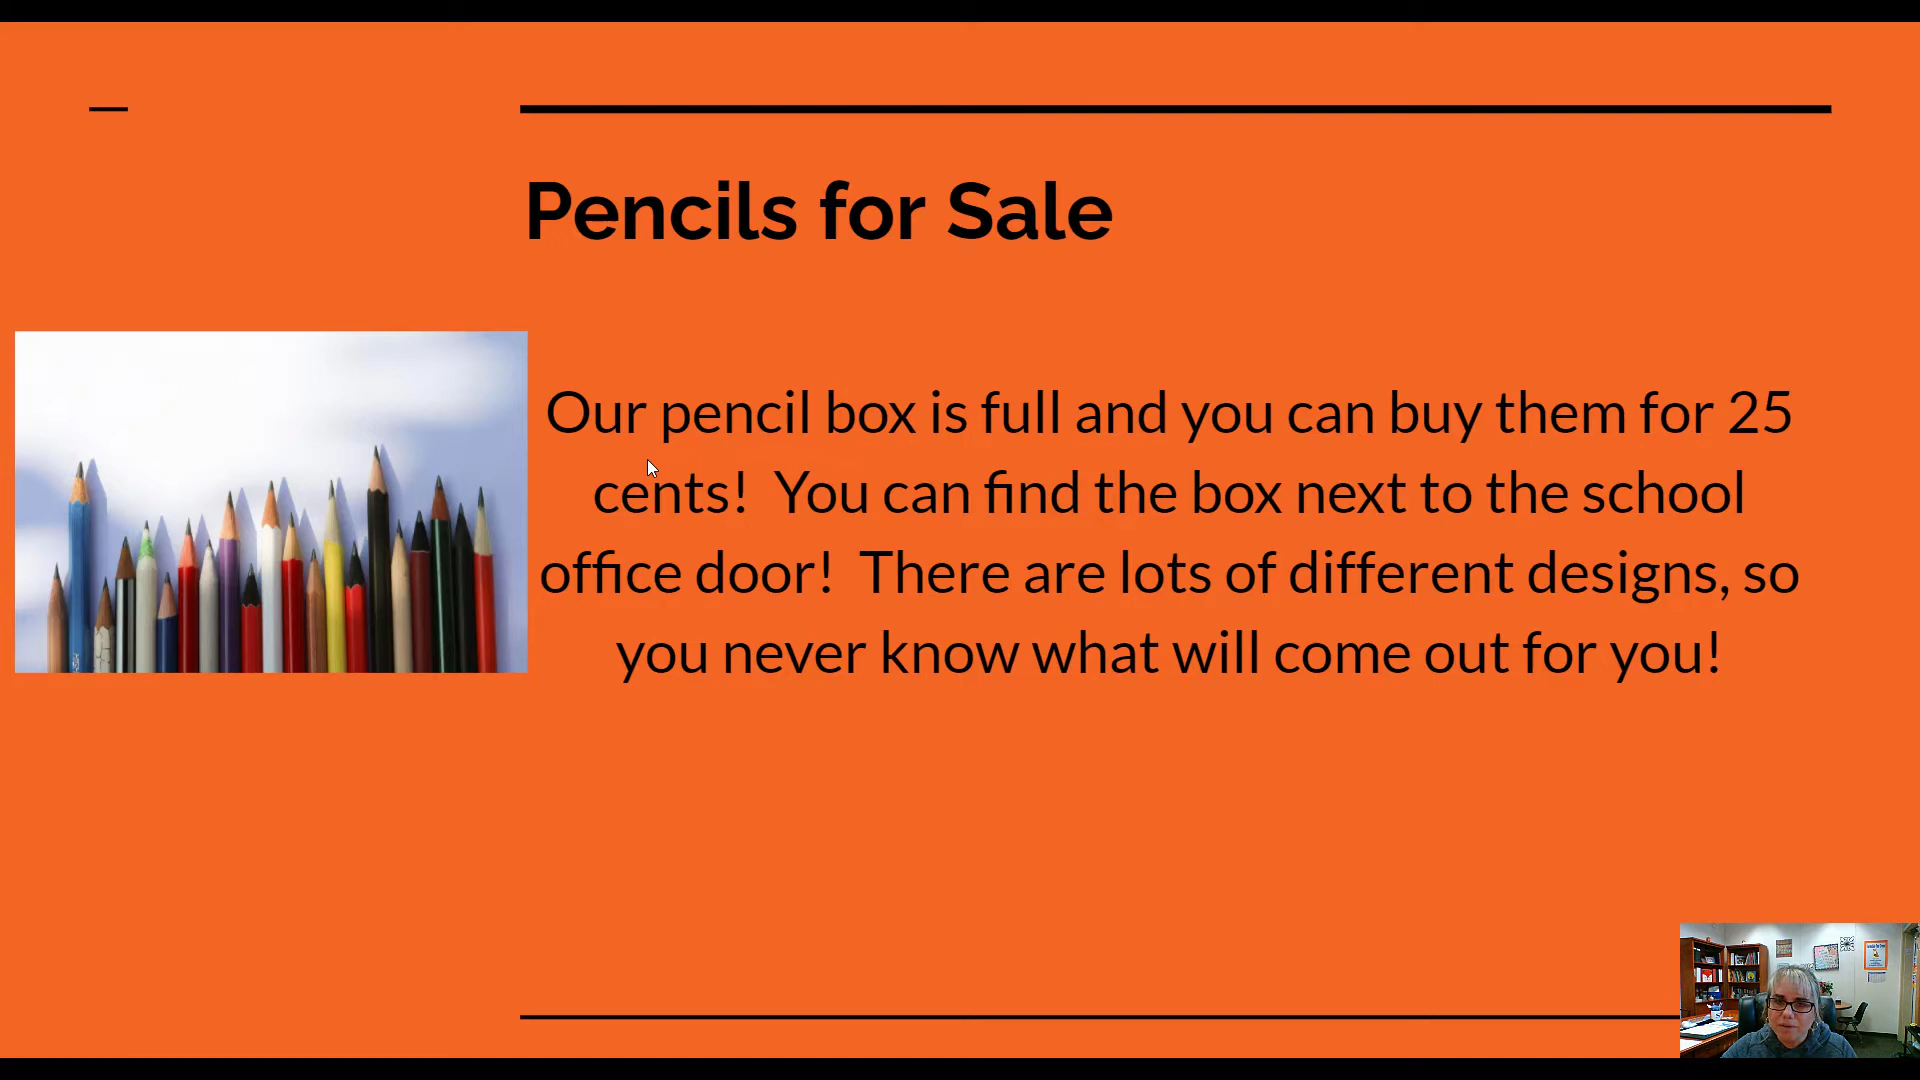 Pencils for Sale
Our pencil box is full and you can buy them for 25
cents!  You can find the box next to the school
office door!  There are lots of different designs, so
you never know what will come out for you!